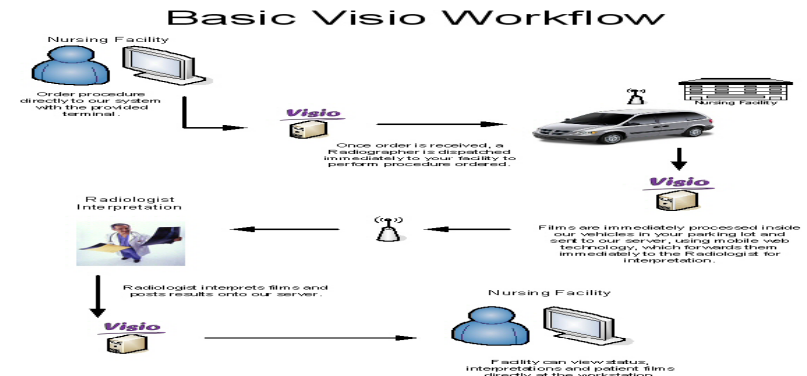 Basic Visio Workflow
Nursing Facility
Order procedure
directly to our system
with the provided
terminal.
Visio
Once order is received, a
Radiographer is dispatched
immediately to your facility to
perform procedure ordered.
Nursing Facility
Visio
Films are immediately processed inside
our vehicles in your parking lot and
sent to our server, using mobile web
technology, which forwards them
immediately to the Radiologist for
interpretation.
Radiologist
Interpretation
Radiologist interprets films and
posts results onto our server.
Visio
Nursing Facility
Facility can view status,
interpretations and patient films
directly at the workstation